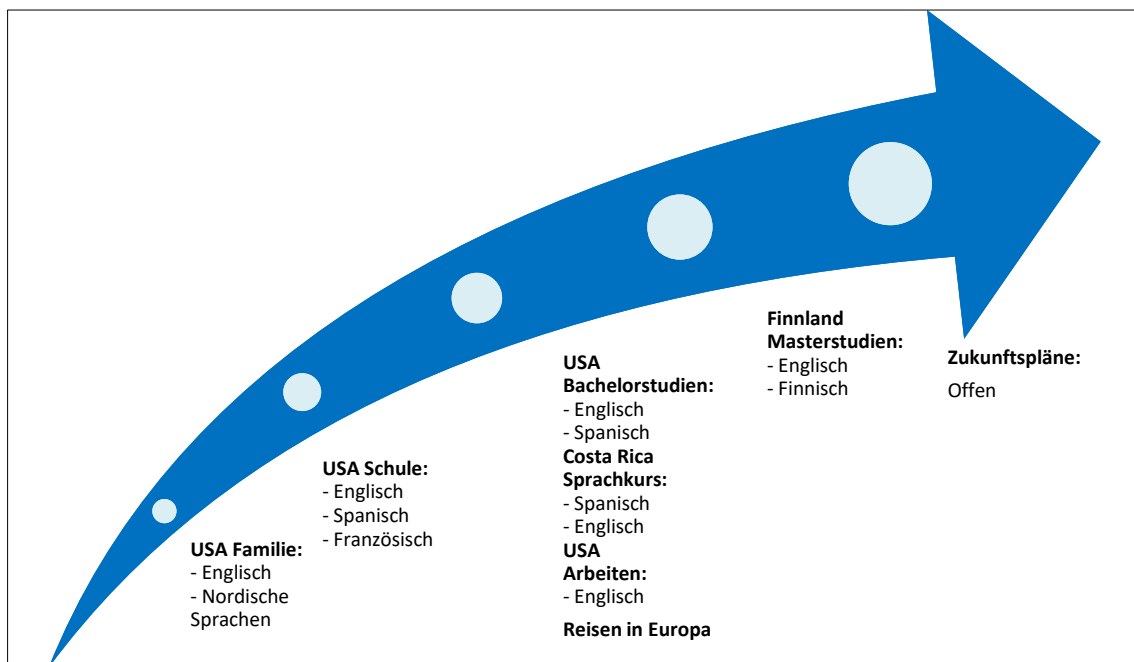 USA Familie:
- Englisch
- Nordische
Sprachen
USA Schule:
- Englisch
- Spanisch
- Französisch
USA
Bachelorstudien:
- Englisch
- Spanisch
Costa Rica
Sprachkurs:
- Spanisch
- Englisch
USA
Arbeiten:
- Englisch
Reisen in Europa
Finnland
Masterstudien:
- Englisch
- Finnisch
Zukunftspläne:
Offen